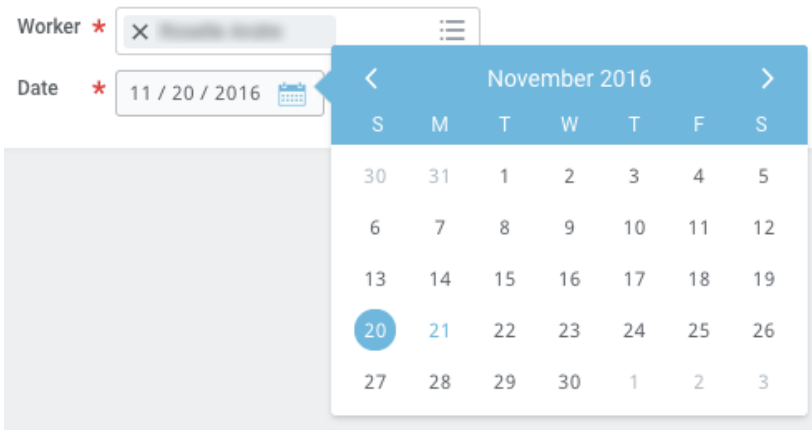 Worker *
Date * 11 / 20 / 2016
November 2016
S M T W T F S
30 31 1 2 3 4 5
6 7 8 9 10 11 12
13 14 15 16 17 18 19
20 21 22 23 24 25 26
27 28 29 30 1 2 3